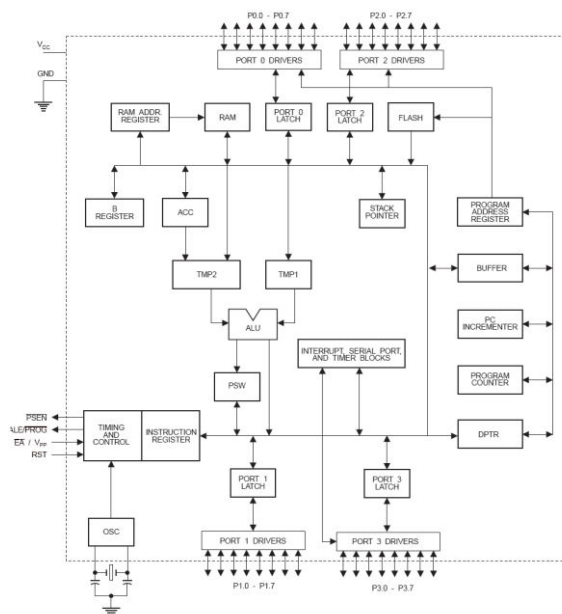 P0.0 - P0.7
P2.0 - P2.7
VCC
PORT 0 DRIVERS
PORT 2 DRIVERS
GND
RAM ADDR.
REGISTER
RAM
PORT 0
LATCH
PORT 2
LATCH
FLASH
B
REGISTER
ACC
STACK
POINTER
PROGRAM
ADDRESS
REGISTER
TMP2
TMP1
BUFFER
ALU
PC
INCREMENTER
INTERRUPT, SERIAL PORT,
AND TIMER BLOCKS
PSW
PROGRAM
COUNTER
PSEN
ALE/PROG
EA / VPP
RST
TIMING
AND
CONTROL
INSTRUCTION
REGISTER
DPTR
PORT 1
LATCH
PORT 3
LATCH
OSC
PORT 1 DRIVERS
PORT 3 DRIVERS
P1.0 - P1.7
P3.0 - P3.7